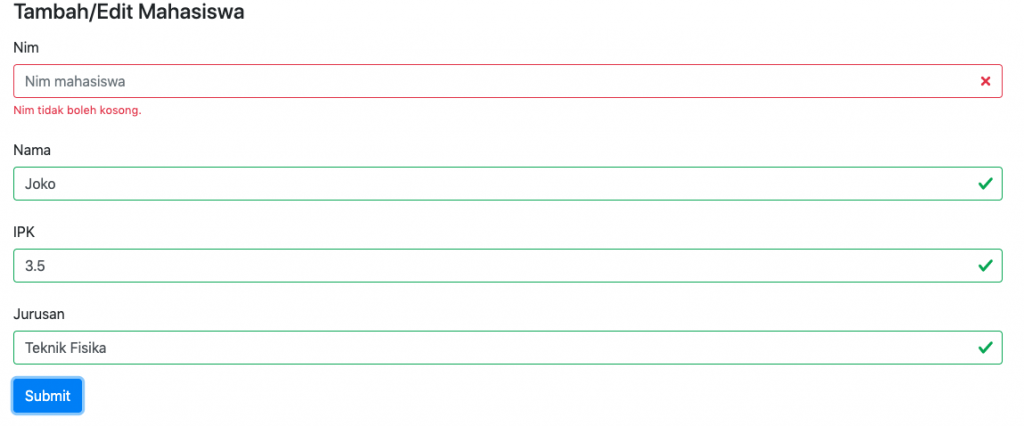 Tambah/Edit Mahasiswa
Nim
Nim mahasiswa
Nim tidak boleh kosong.
Nama
Joko
IPK
3.5
Jurusan
Teknik Fisika
Submit